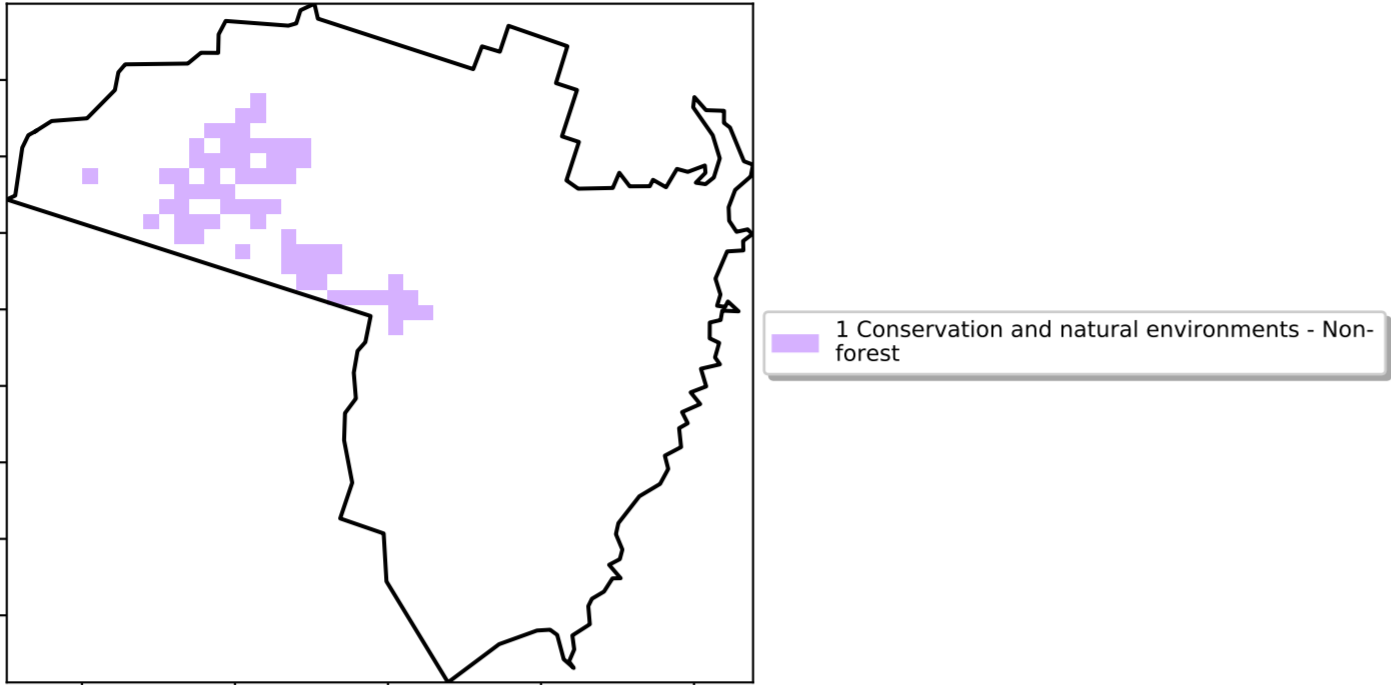 1 Conservation and natural environments - Non-
forest